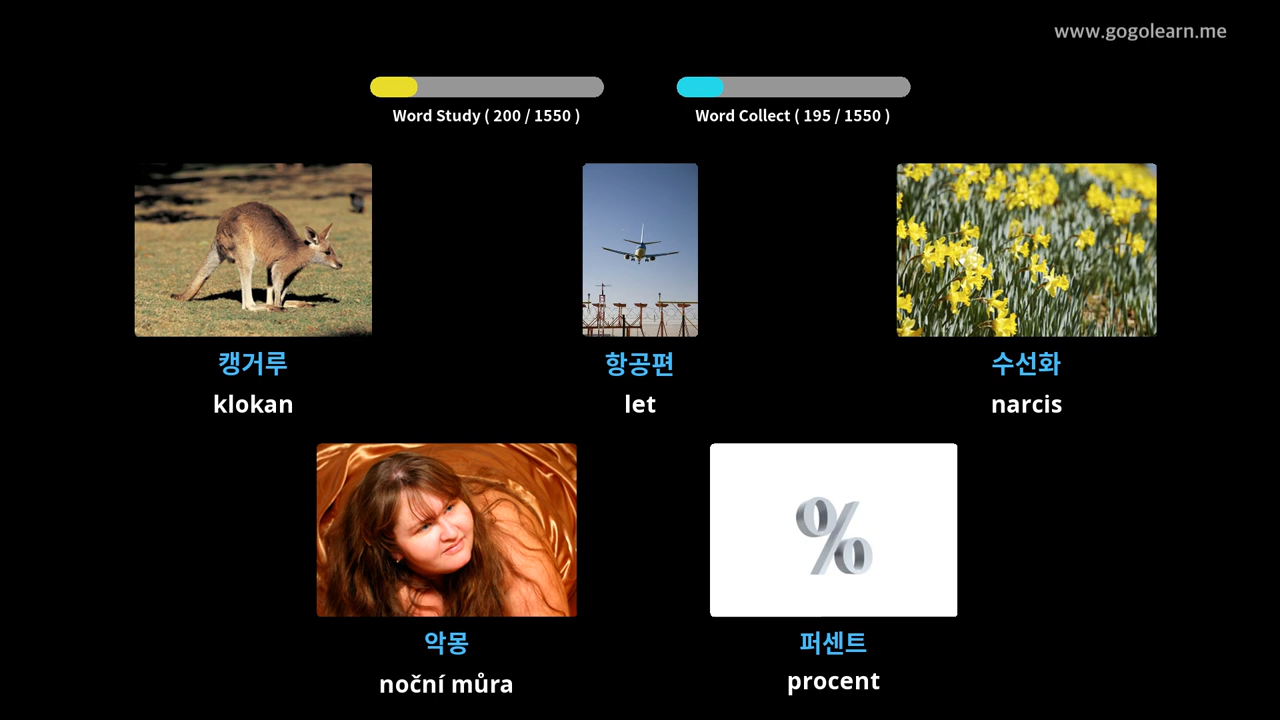 www.gogolearn.me
Word Study ( 200 / 1550 )
Word Collect ( 195 / 1550 )
캥거루
항공편
수선화
klokan
let
narcis
%
악몽
퍼센트
noční můra
procent